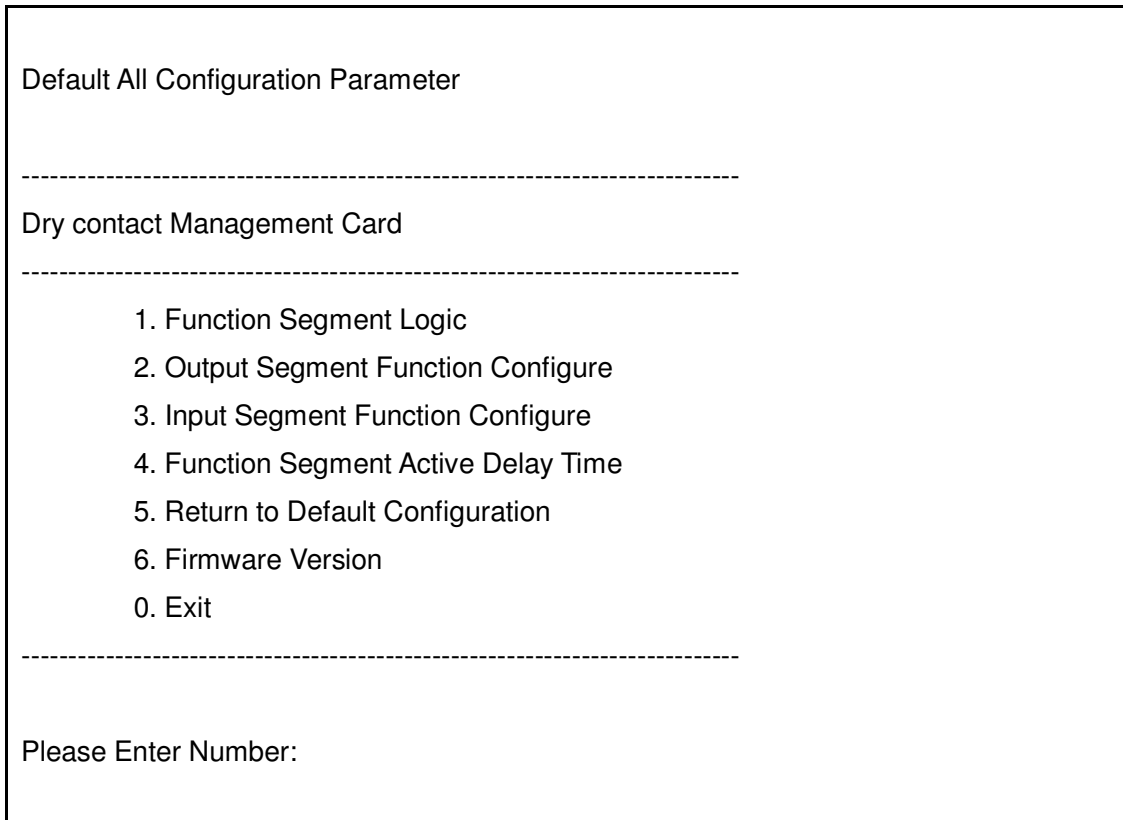 Default All Configuration Parameter
-----------------------------------------------------------------------------
Dry contact Management Card
-----------------------------------------------------------------------------
1. Function Segment Logic
2. Output Segment Function Configure
3. Input Segment Function Configure
4. Function Segment Active Delay Time
5. Return to Default Configuration
6. Firmware Version
0. Exit
-----------------------------------------------------------------------------
Please Enter Number: